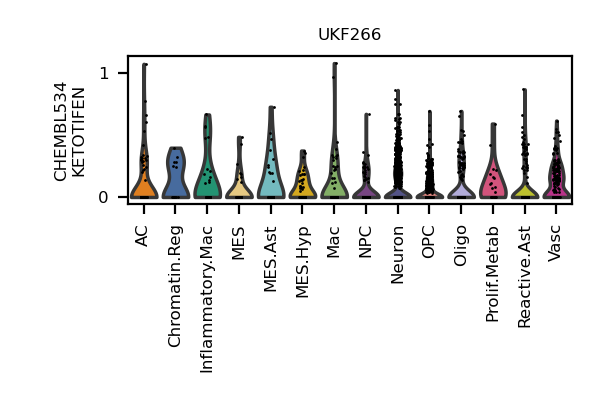 UKF266
CHEMBL534
KETOTIFEN
1
0
AC
Chromatin.Reg
Inflammatory.Mac
MES
MES.Ast
MES.Hyp
Mac
NPC
Neuron
OPC
Oligo
Prolif.Metab
Reactive.Ast
Vasc